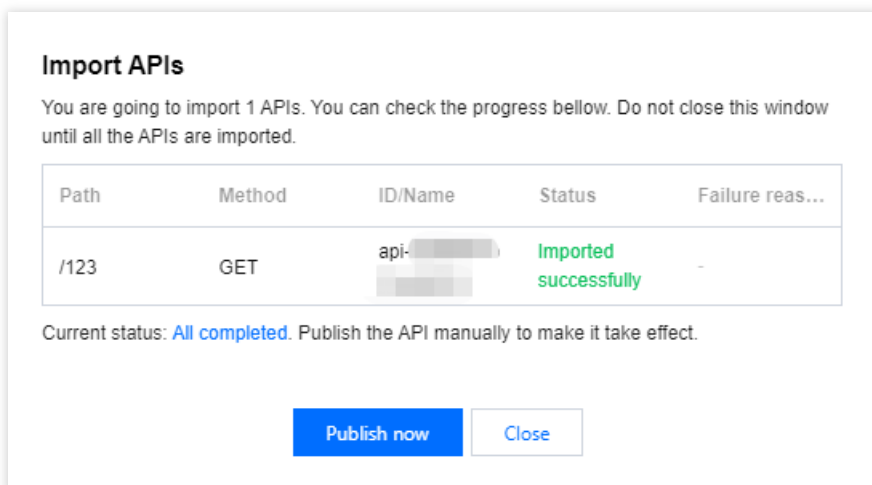 Import APIs
You are going to import 1 APIs. You can check the progress bellow. Do not close this window
until all the APIs are imported.
Path Method ID/Name Status Failure reas...
/123 GET api- Imported
successfully -
Current status: All completed. Publish the API manually to make it take effect.
Publish now Close